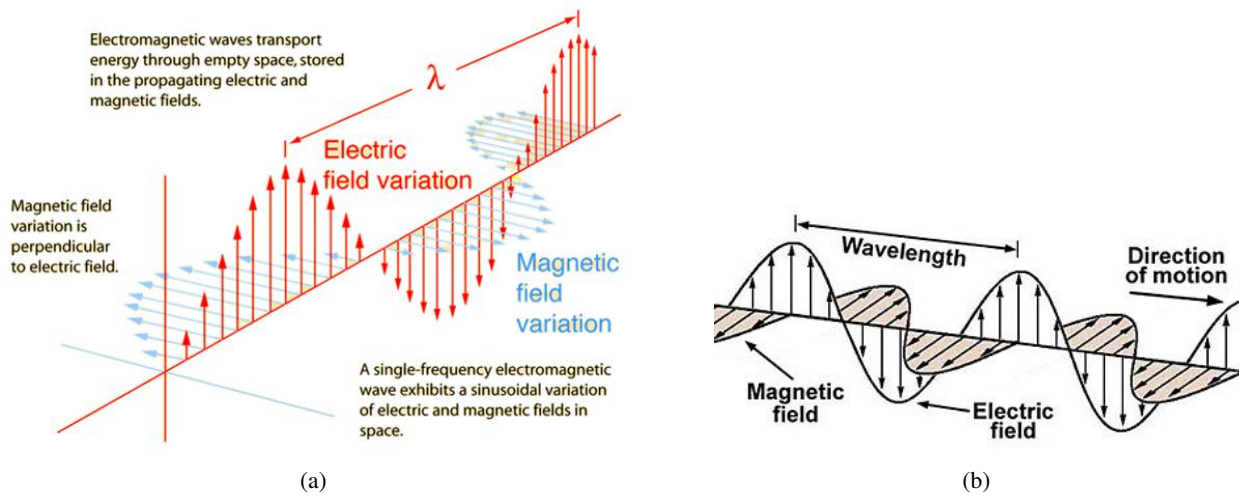 Electromagnetic waves transport
energy through empty space, stored
in the propagating electric and
magnetic fields.
λ
Electric
field variation
Magnetic field
variation is
perpendicular
to electric field.
Magnetic
field
variation
A single-frequency electromagnetic
wave exhibits a sinusoidal variation
of electric and magnetic fields in
space.
(a)
Wavelength
Direction
of motion
Magnetic
field
Electric
field
(b)